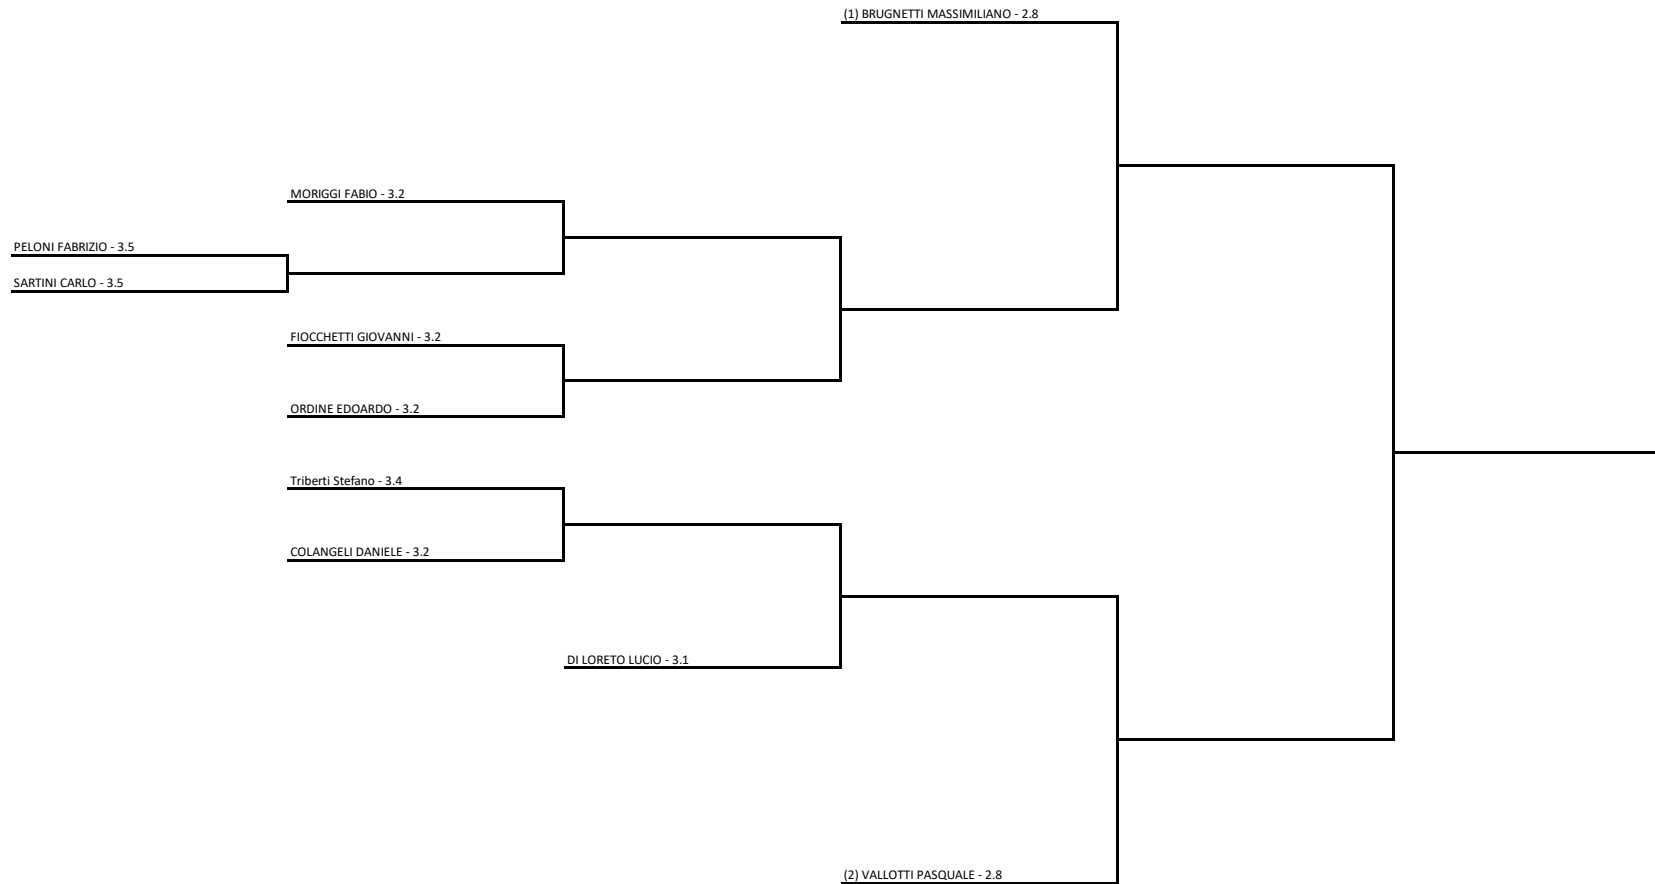 (1) BRUGNETTI MASSIMILIANO - 2.8
MORIGGI FABIO - 3.2
PELONI FABRIZIO - 3.5
SARTINI CARLO - 3.5
FIOCCHETTI GIOVANNI - 3.2
ORDINE EDOARDO - 3.2
Triberti Stefano - 3.4
COLANGELI DANIELE - 3.2
DI LORETO LUCIO - 3.1
(2) VALLOTTI PASQUALE - 2.8